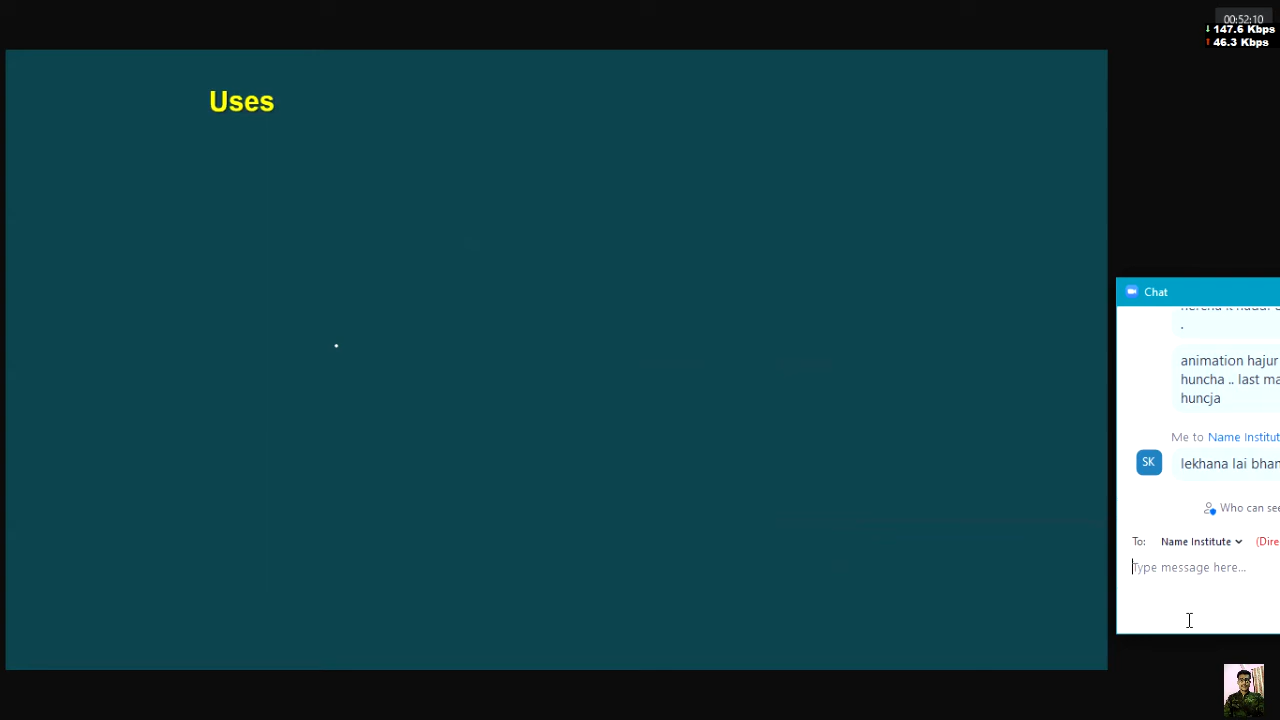 00:52:10
↓ 147.6 Kbps
↑ 46.3 Kbps
Uses
Chat
.
animation hajur
huncha .. last ma
huncja
Me to Name Institut
SK
lekhana lai bhan
Who can see
To: Name Institute (Dire
Type message here...